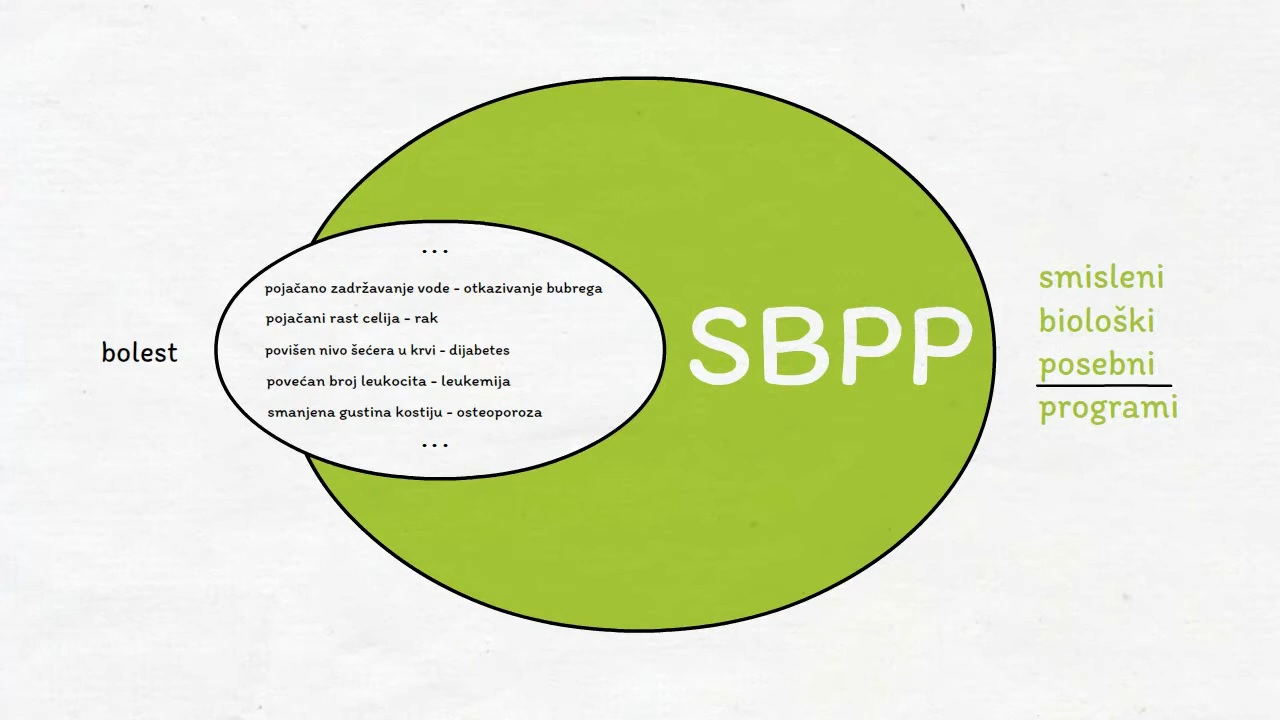 ...
pojačano zadržavanje vode - otkazivanje bubrega
pojačani rast celija - rak
povišen nivo šećera u krvi - dijabetes
povećan broj leukocita - leukemija
smanjena gustina kostiju - osteoporoza
...
bolest
SBPP
smisleni
biološki
posebni
programi